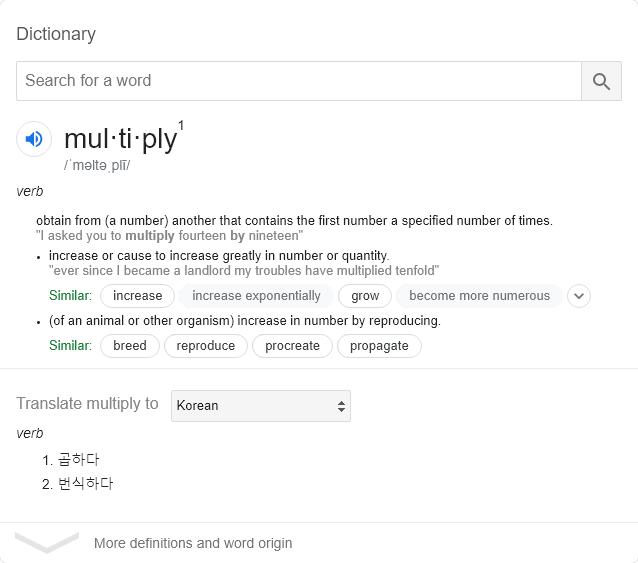 Dictionary
Search for a word
mul·ti·ply1
/ˈməltəˌplī/
verb
obtain from (a number) another that contains the first number a specified number of times.
"I asked you to multiply fourteen by nineteen"
• increase or cause to increase greatly in number or quantity.
"ever since I became a landlord my troubles have multiplied tenfold"
Similar: increase increase exponentially grow become more numerous
• (of an animal or other organism) increase in number by reproducing.
Similar: breed reproduce procreate propagate
Translate multiply to Korean
verb
1. 곱하다
2. 번식하다
More definitions and word origin